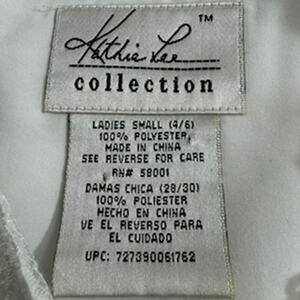 Kathie Lee TM
collection
LADIES SMALL (4/6)
100% POLYESTER
MADE IN CHINA
SEE REVERSE FOR CARE
RN# 58001
DAMAS CHICA (28/30)
100% POLIESTER
HECHO EN CHINA
VE EL REVERSO PARA
EL CUIDADO
UPC: 727390061762